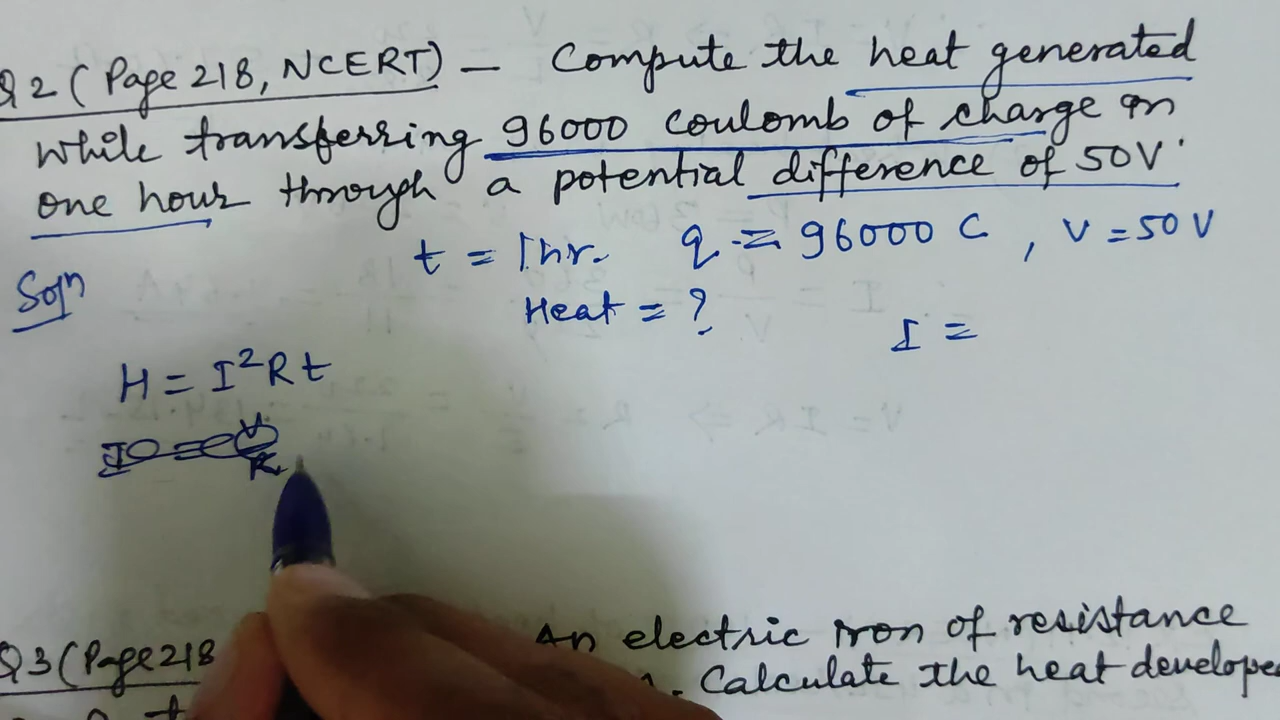 Q2 (Page 218, NCERT) – Compute the heat generated
while transferring 96000 coulomb of charge in
one hour through a potential difference of 50V.
t = 1hr. q = 96000 C , V = 50 V
Soln
Heat = ?
I =
H = I²Rt
Q3 (Page 218 An electric iron of resistance
Calculate the heat develope